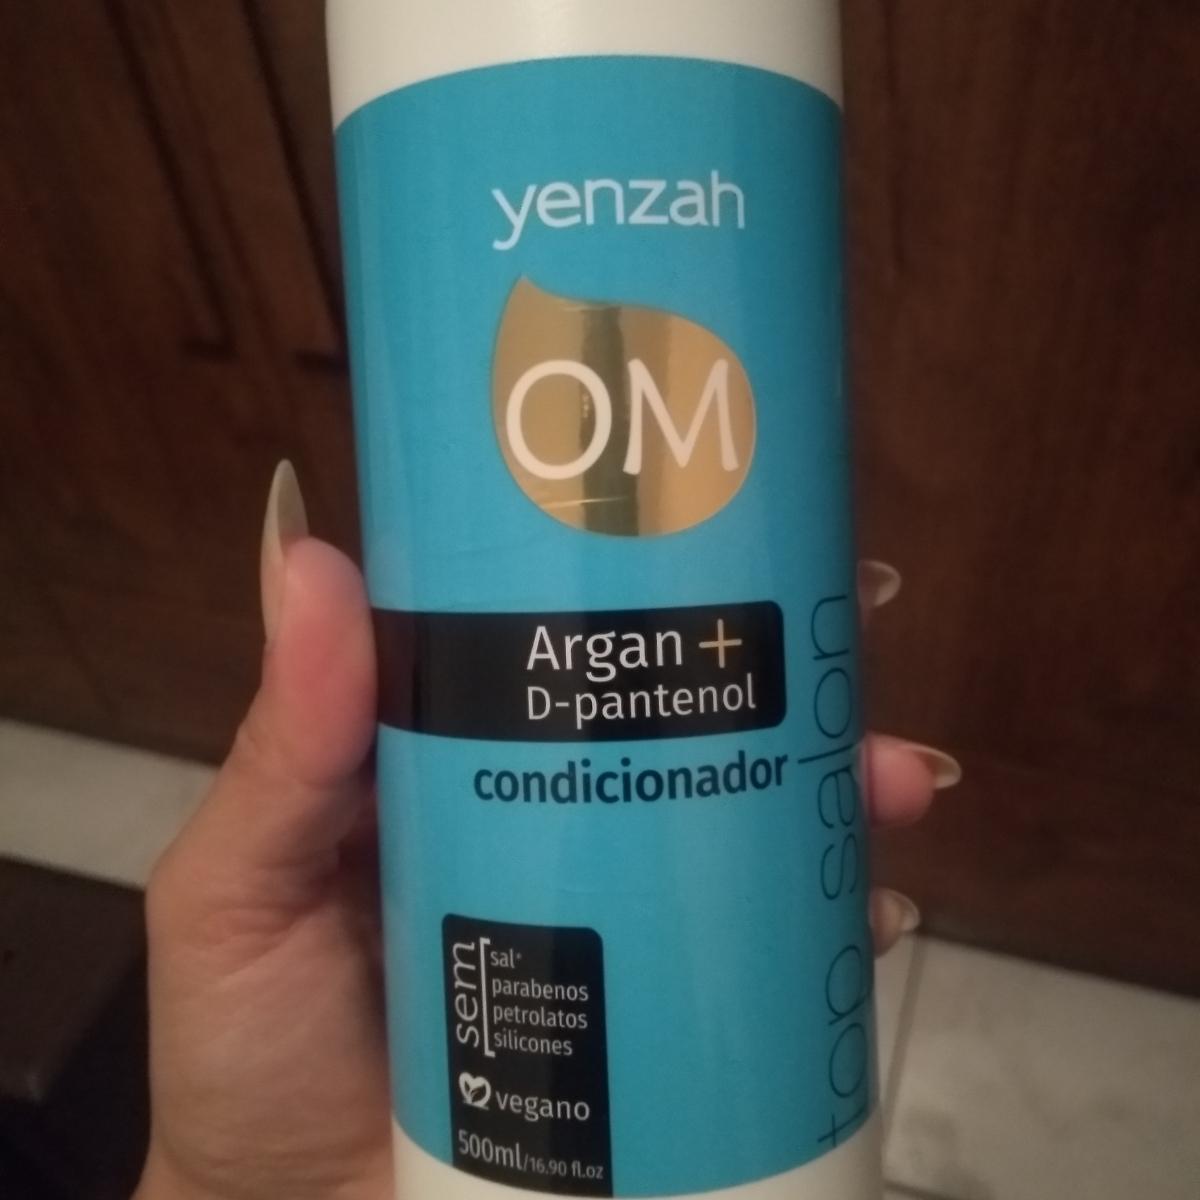 yenzah
OM
Argan +
D-pantenol
condicionador
top salon
sem
sal*
parabenos
petrolatos
silicones
vegano
500ml/16.90 fl.oz